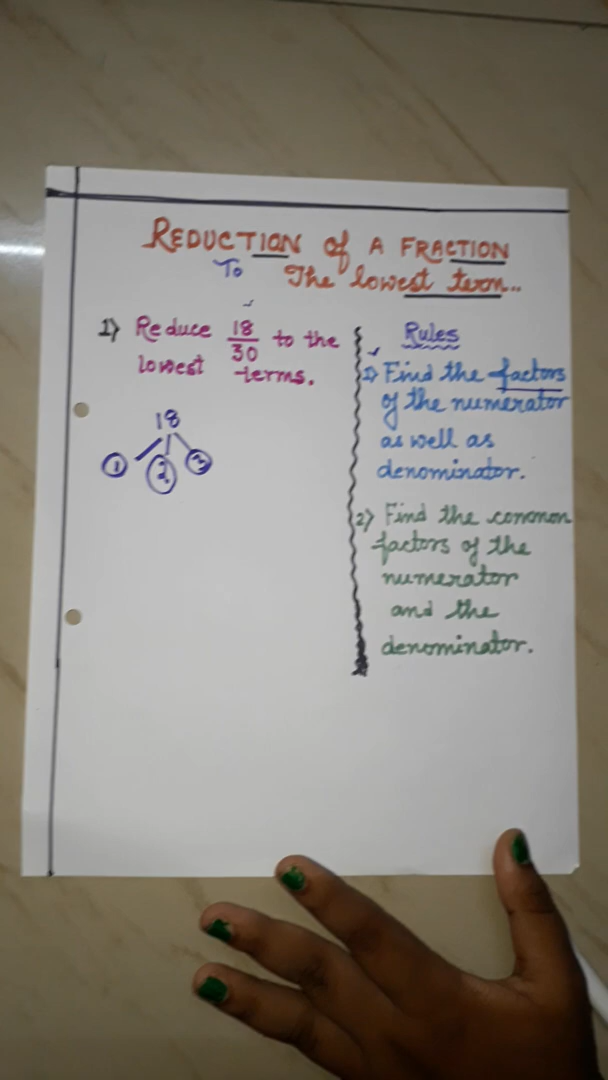 REDUCTION of A FRACTION
To The lowest term..
1) Reduce 18/30 to the
lowest terms.
18
1 2 3
Rules
1) Find the factors
of the numerator
as well as
denominator.
2) Find the common
factors of the
numerator
and the
denominator.